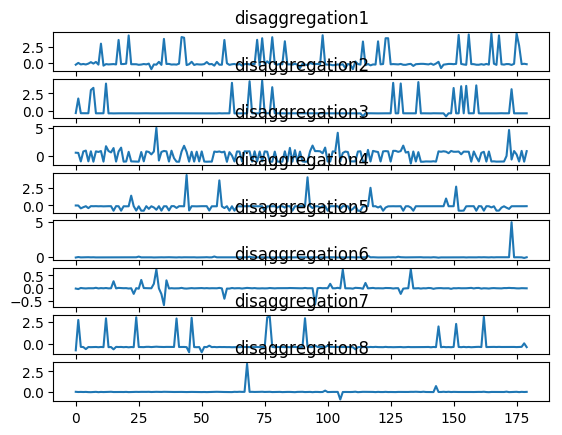 disaggregation1
2.5
0.0
disaggregation2
2.5
0.0
disaggregation3
5
0
disaggregation4
2.5
0.0
disaggregation5
5
0
disaggregation6
0.5
0.0
−0.5
disaggregation7
2.5
0.0
disaggregation8
2.5
0.0
0 25 50 75 100 125 150 175